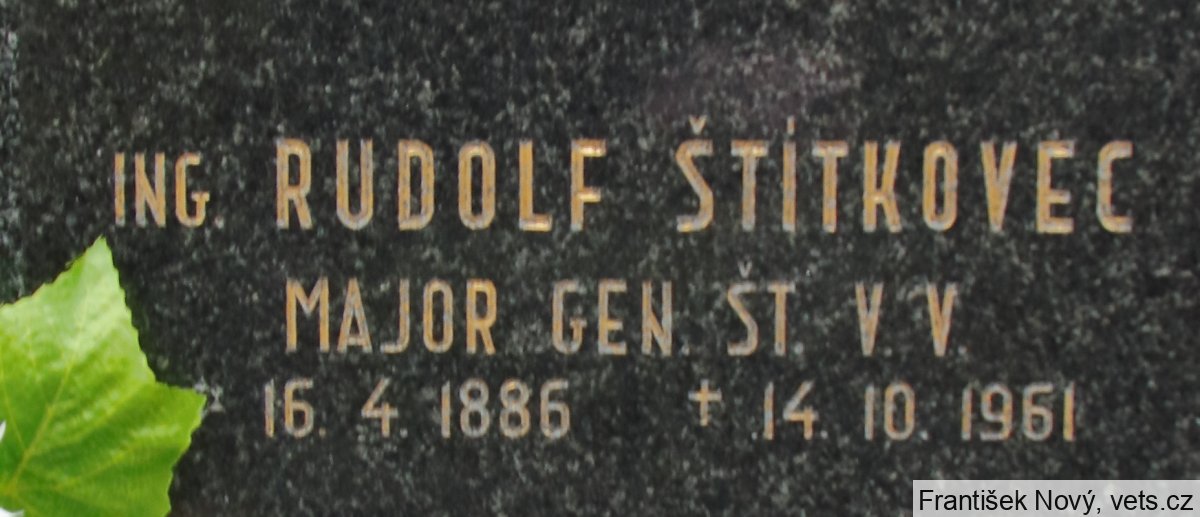 ING. RUDOLF ŠTÍTKOVEC
MAJOR GEN. ŠT. V. V.
* 16. 4. 1886 + 14. 10. 1961
František Nový, vets.cz